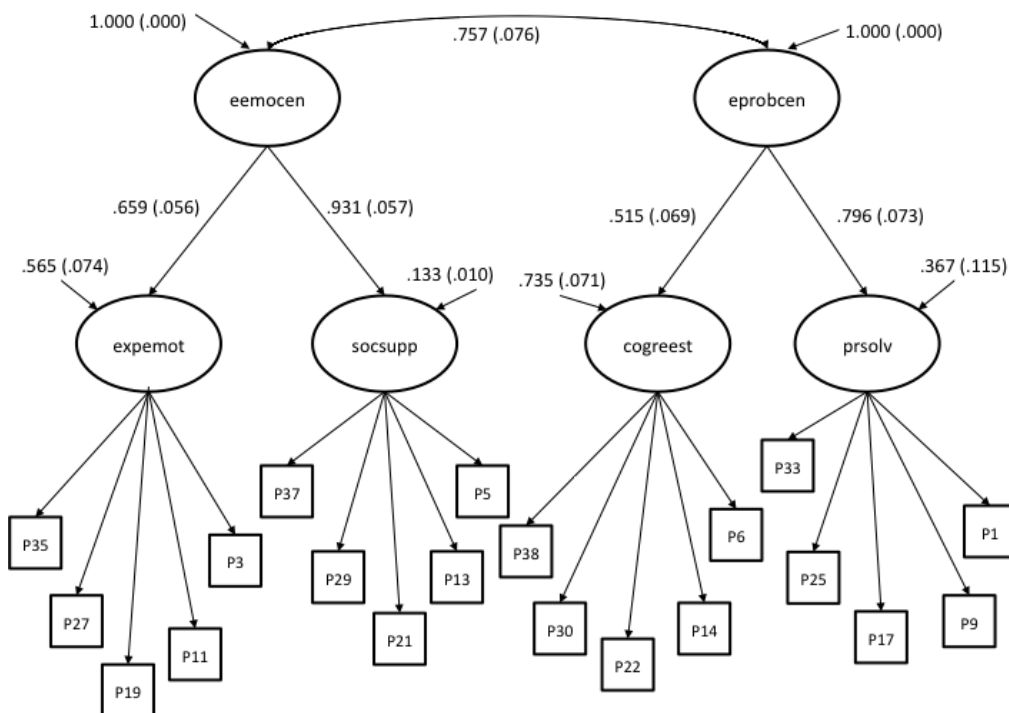 1.000 (.000)
.757 (.076)
1.000 (.000)
eemocen
eprobcen
.659 (.056)
.931 (.057)
.515 (.069)
.796 (.073)
.565 (.074)
.133 (.010)
.735 (.071)
.367 (.115)
expemot
socsupp
cogreest
prsolv
P35
P27
P19
P11
P3
P37
P29
P21
P13
P5
P38
P30
P22
P14
P6
P33
P25
P17
P9
P1